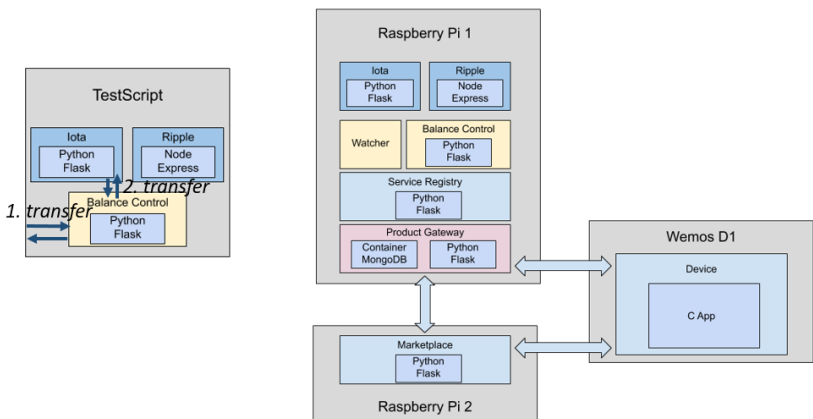 TestScript
Iota
Python
Flask
Ripple
Node
Express
2. transfer
1. transfer
Balance Control
Python
Flask
Raspberry Pi 1
Iota
Python
Flask
Ripple
Node
Express
Watcher
Balance Control
Python
Flask
Service Registry
Python
Flask
Product Gateway
Container
MongoDB
Python
Flask
Wemos D1
Device
C App
Marketplace
Python
Flask
Raspberry Pi 2